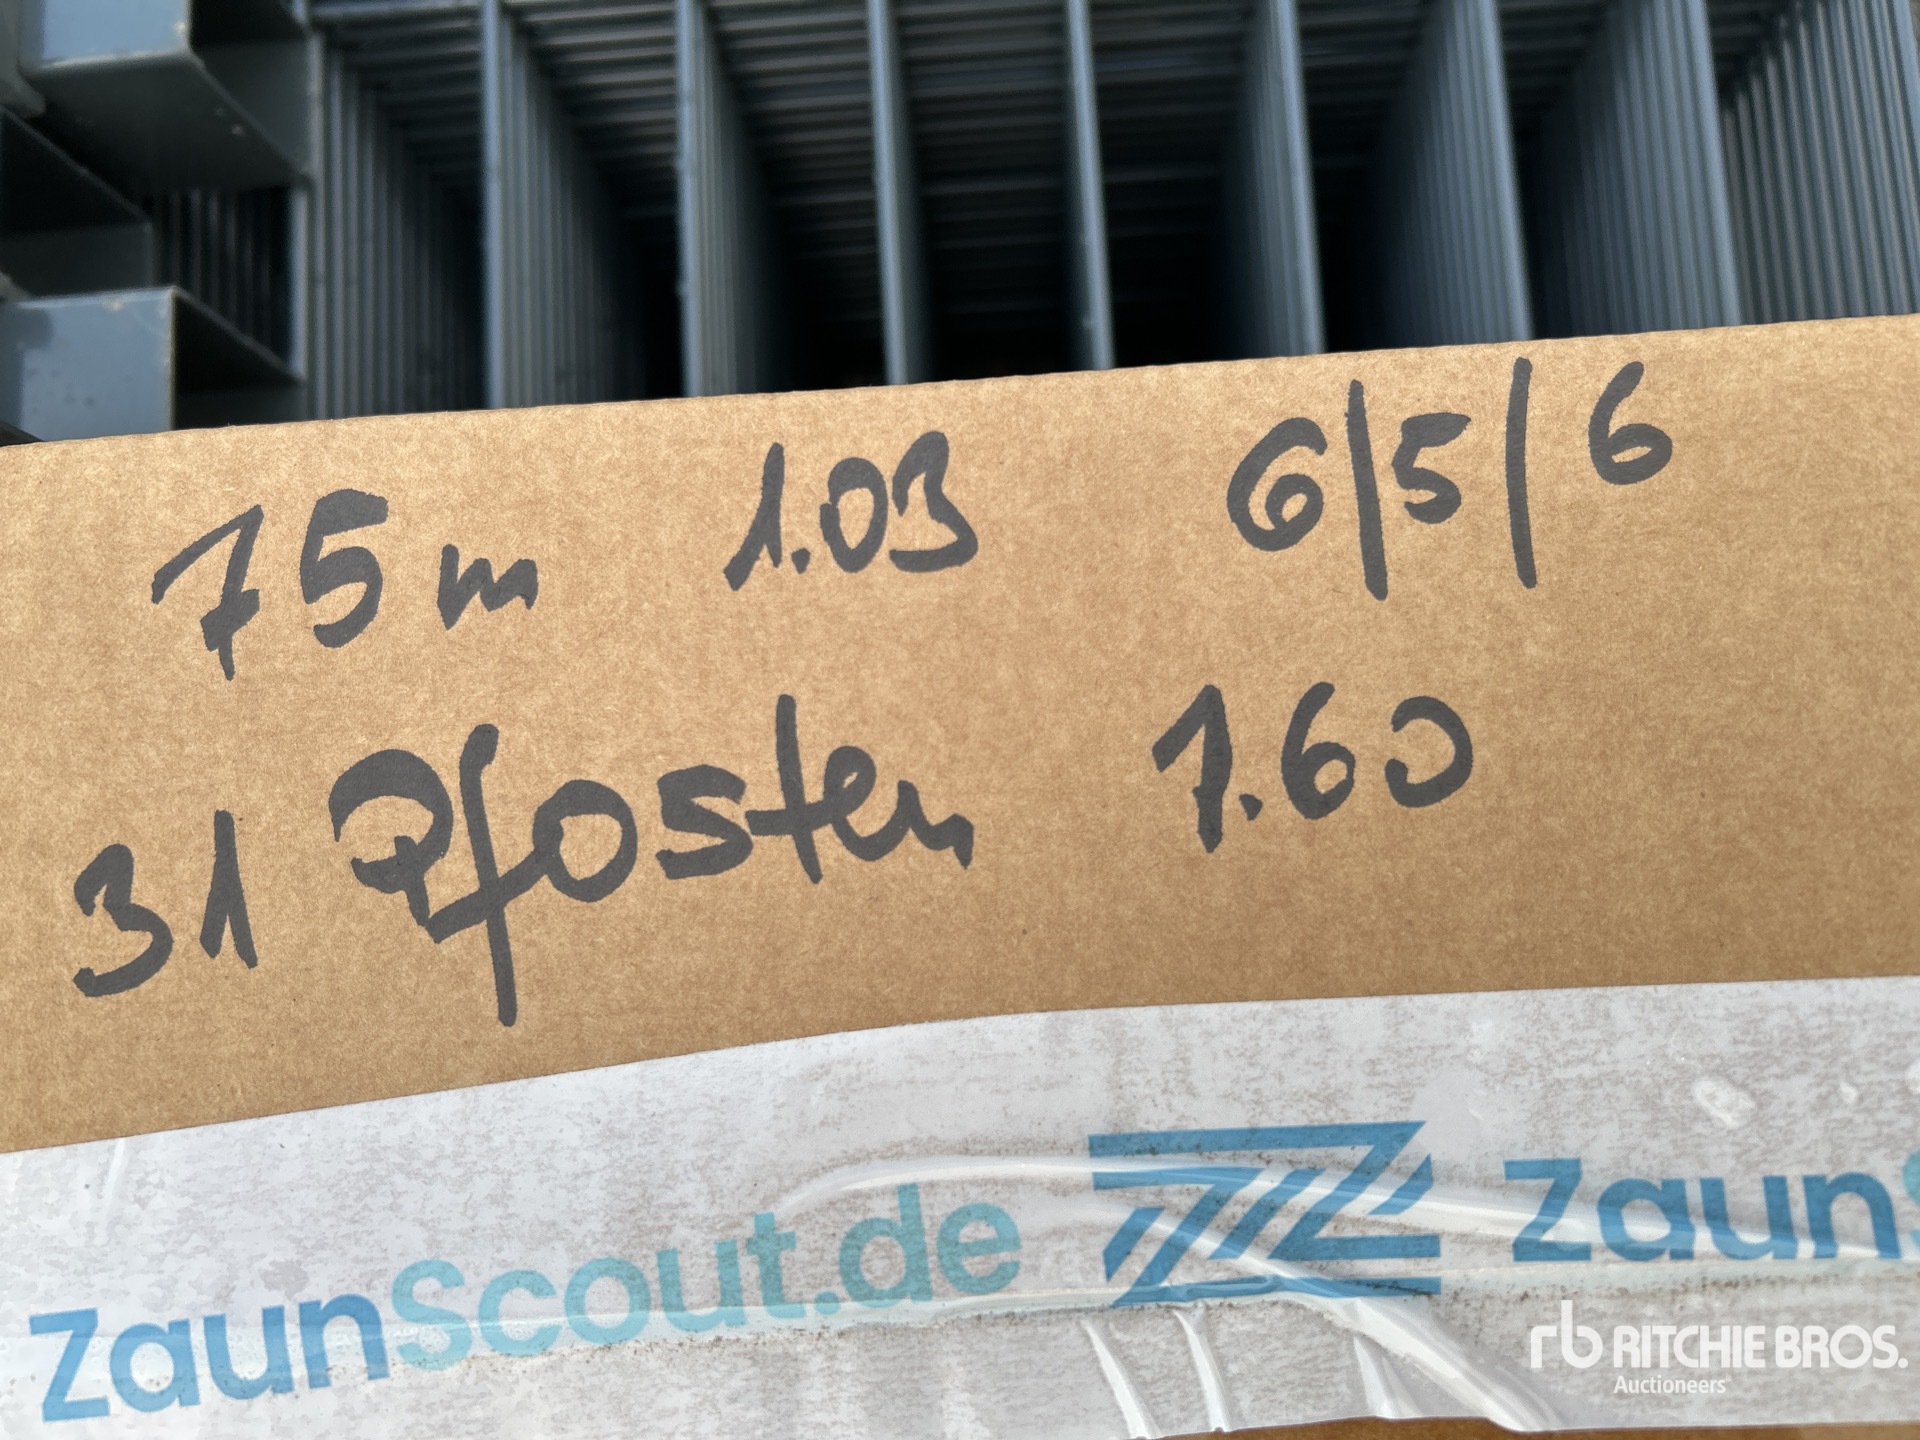 75m 1.03 6/5/6
31 Pfosten 1.60
ZaunScout.de ZaunS
rb RITCHIE BROS.
Auctioneers